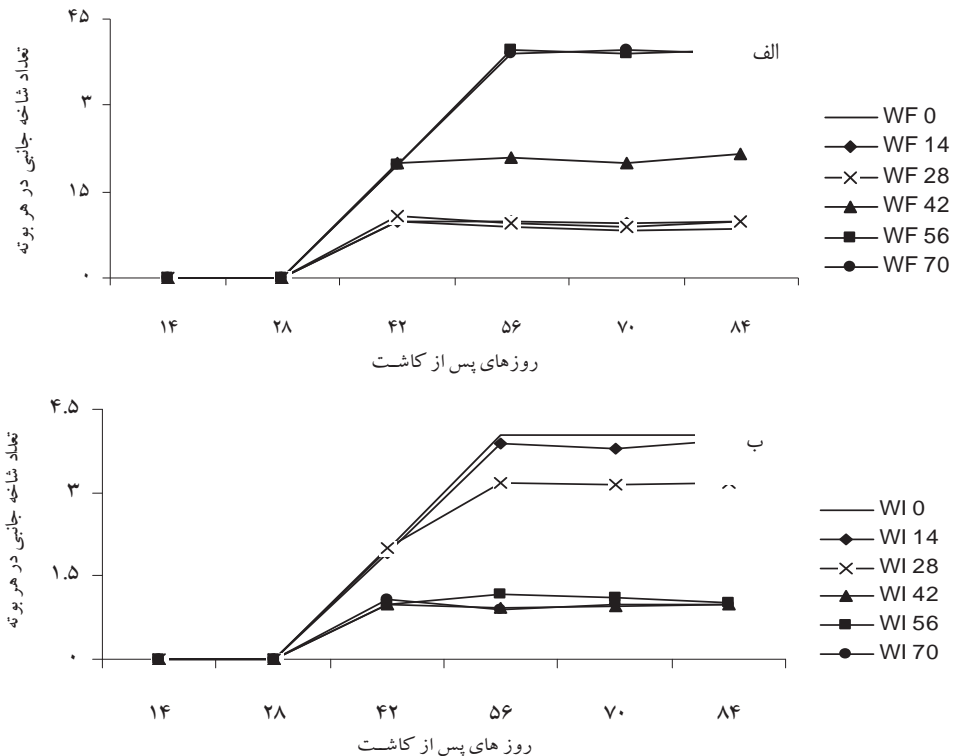 تعداد شاخه جانبی در هر بوته
۴۵
۳
۱۵
۰
الف
WF 0
WF 14
WF 28
WF 42
WF 56
WF 70
۱۴ ۲۸ ۴۲ ۵۶ ۷۰ ۸۴
روزهای پس از کاشت
تعداد شاخه جانبی در هر بوته
۴.۵
۳
۱.۵
۰
ب
WI 0
WI 14
WI 28
WI 42
WI 56
WI 70
۱۴ ۲۸ ۴۲ ۵۶ ۷۰ ۸۴
روز های پس از کاشت